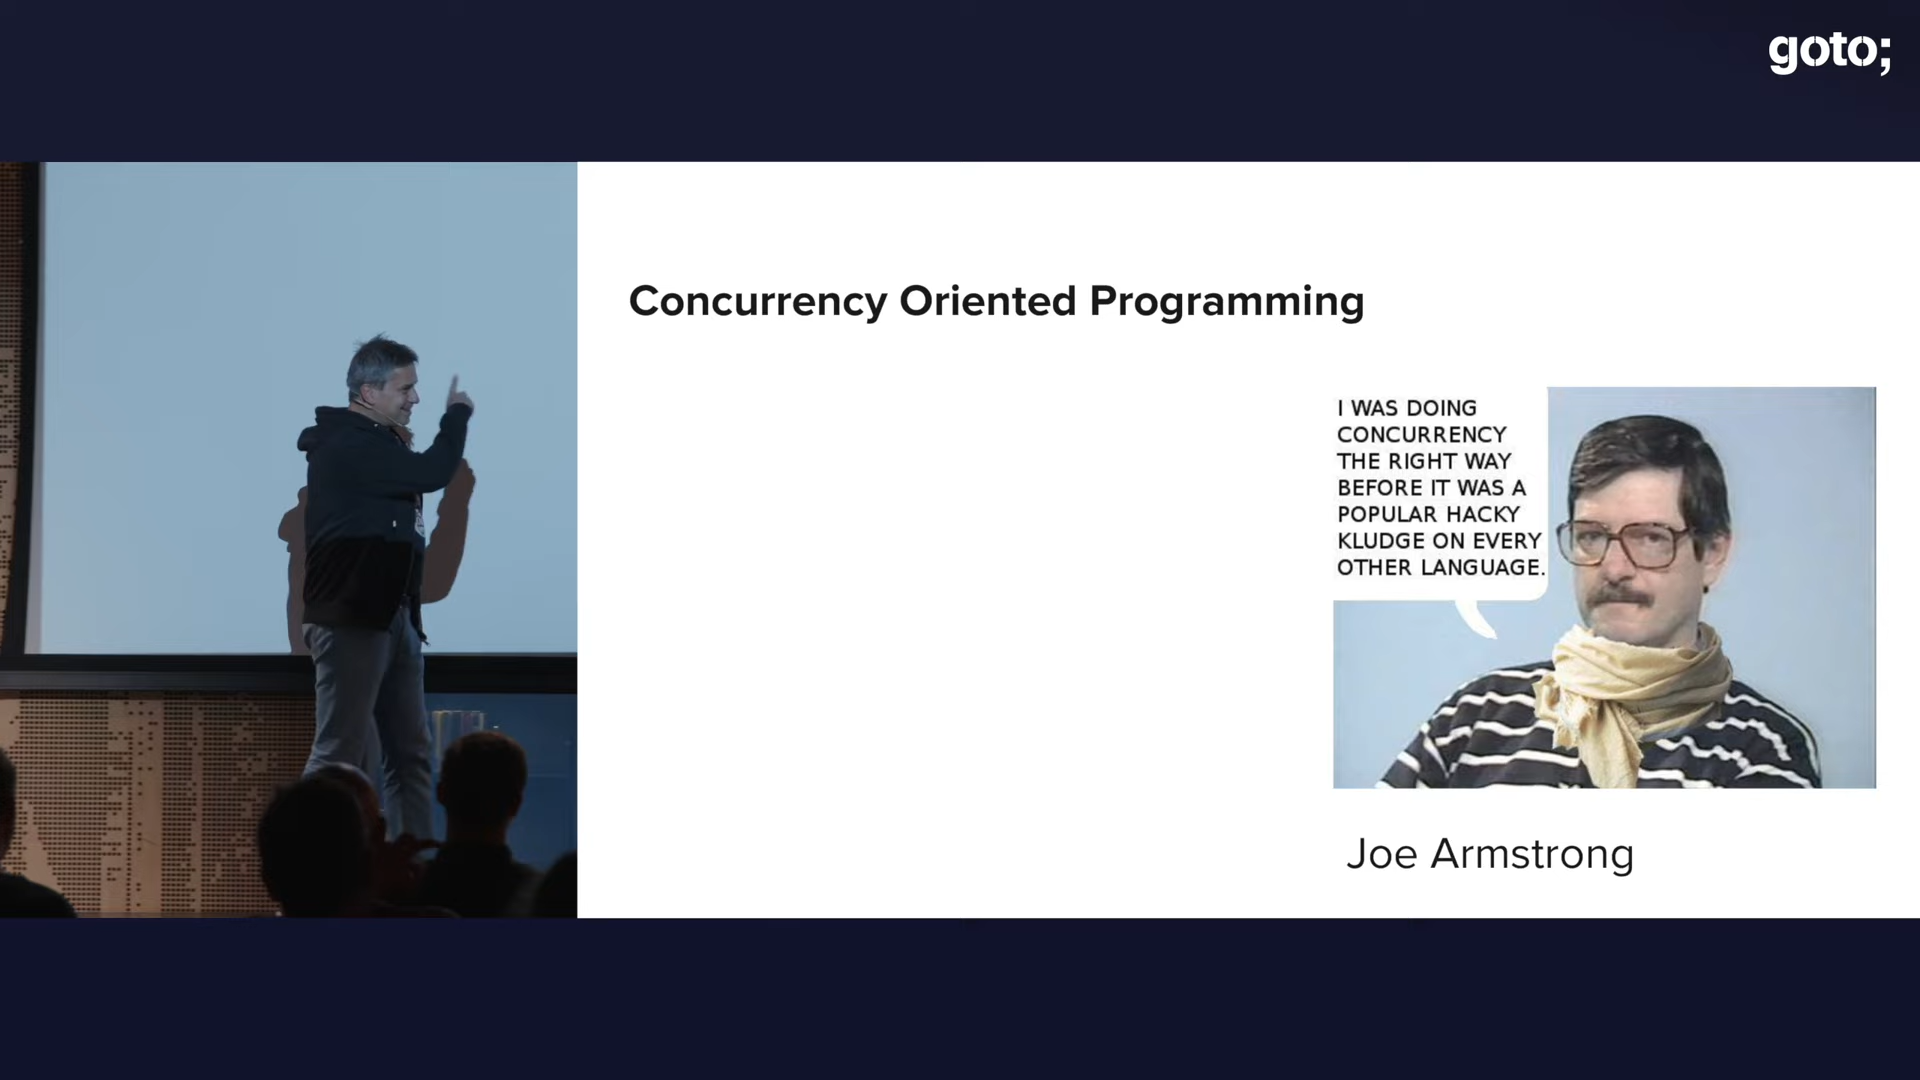 goto;
Concurrency Oriented Programming
I WAS DOING
CONCURRENCY
THE RIGHT WAY
BEFORE IT WAS A
POPULAR HACKY
KLUDGE ON EVERY
OTHER LANGUAGE.
Joe Armstrong